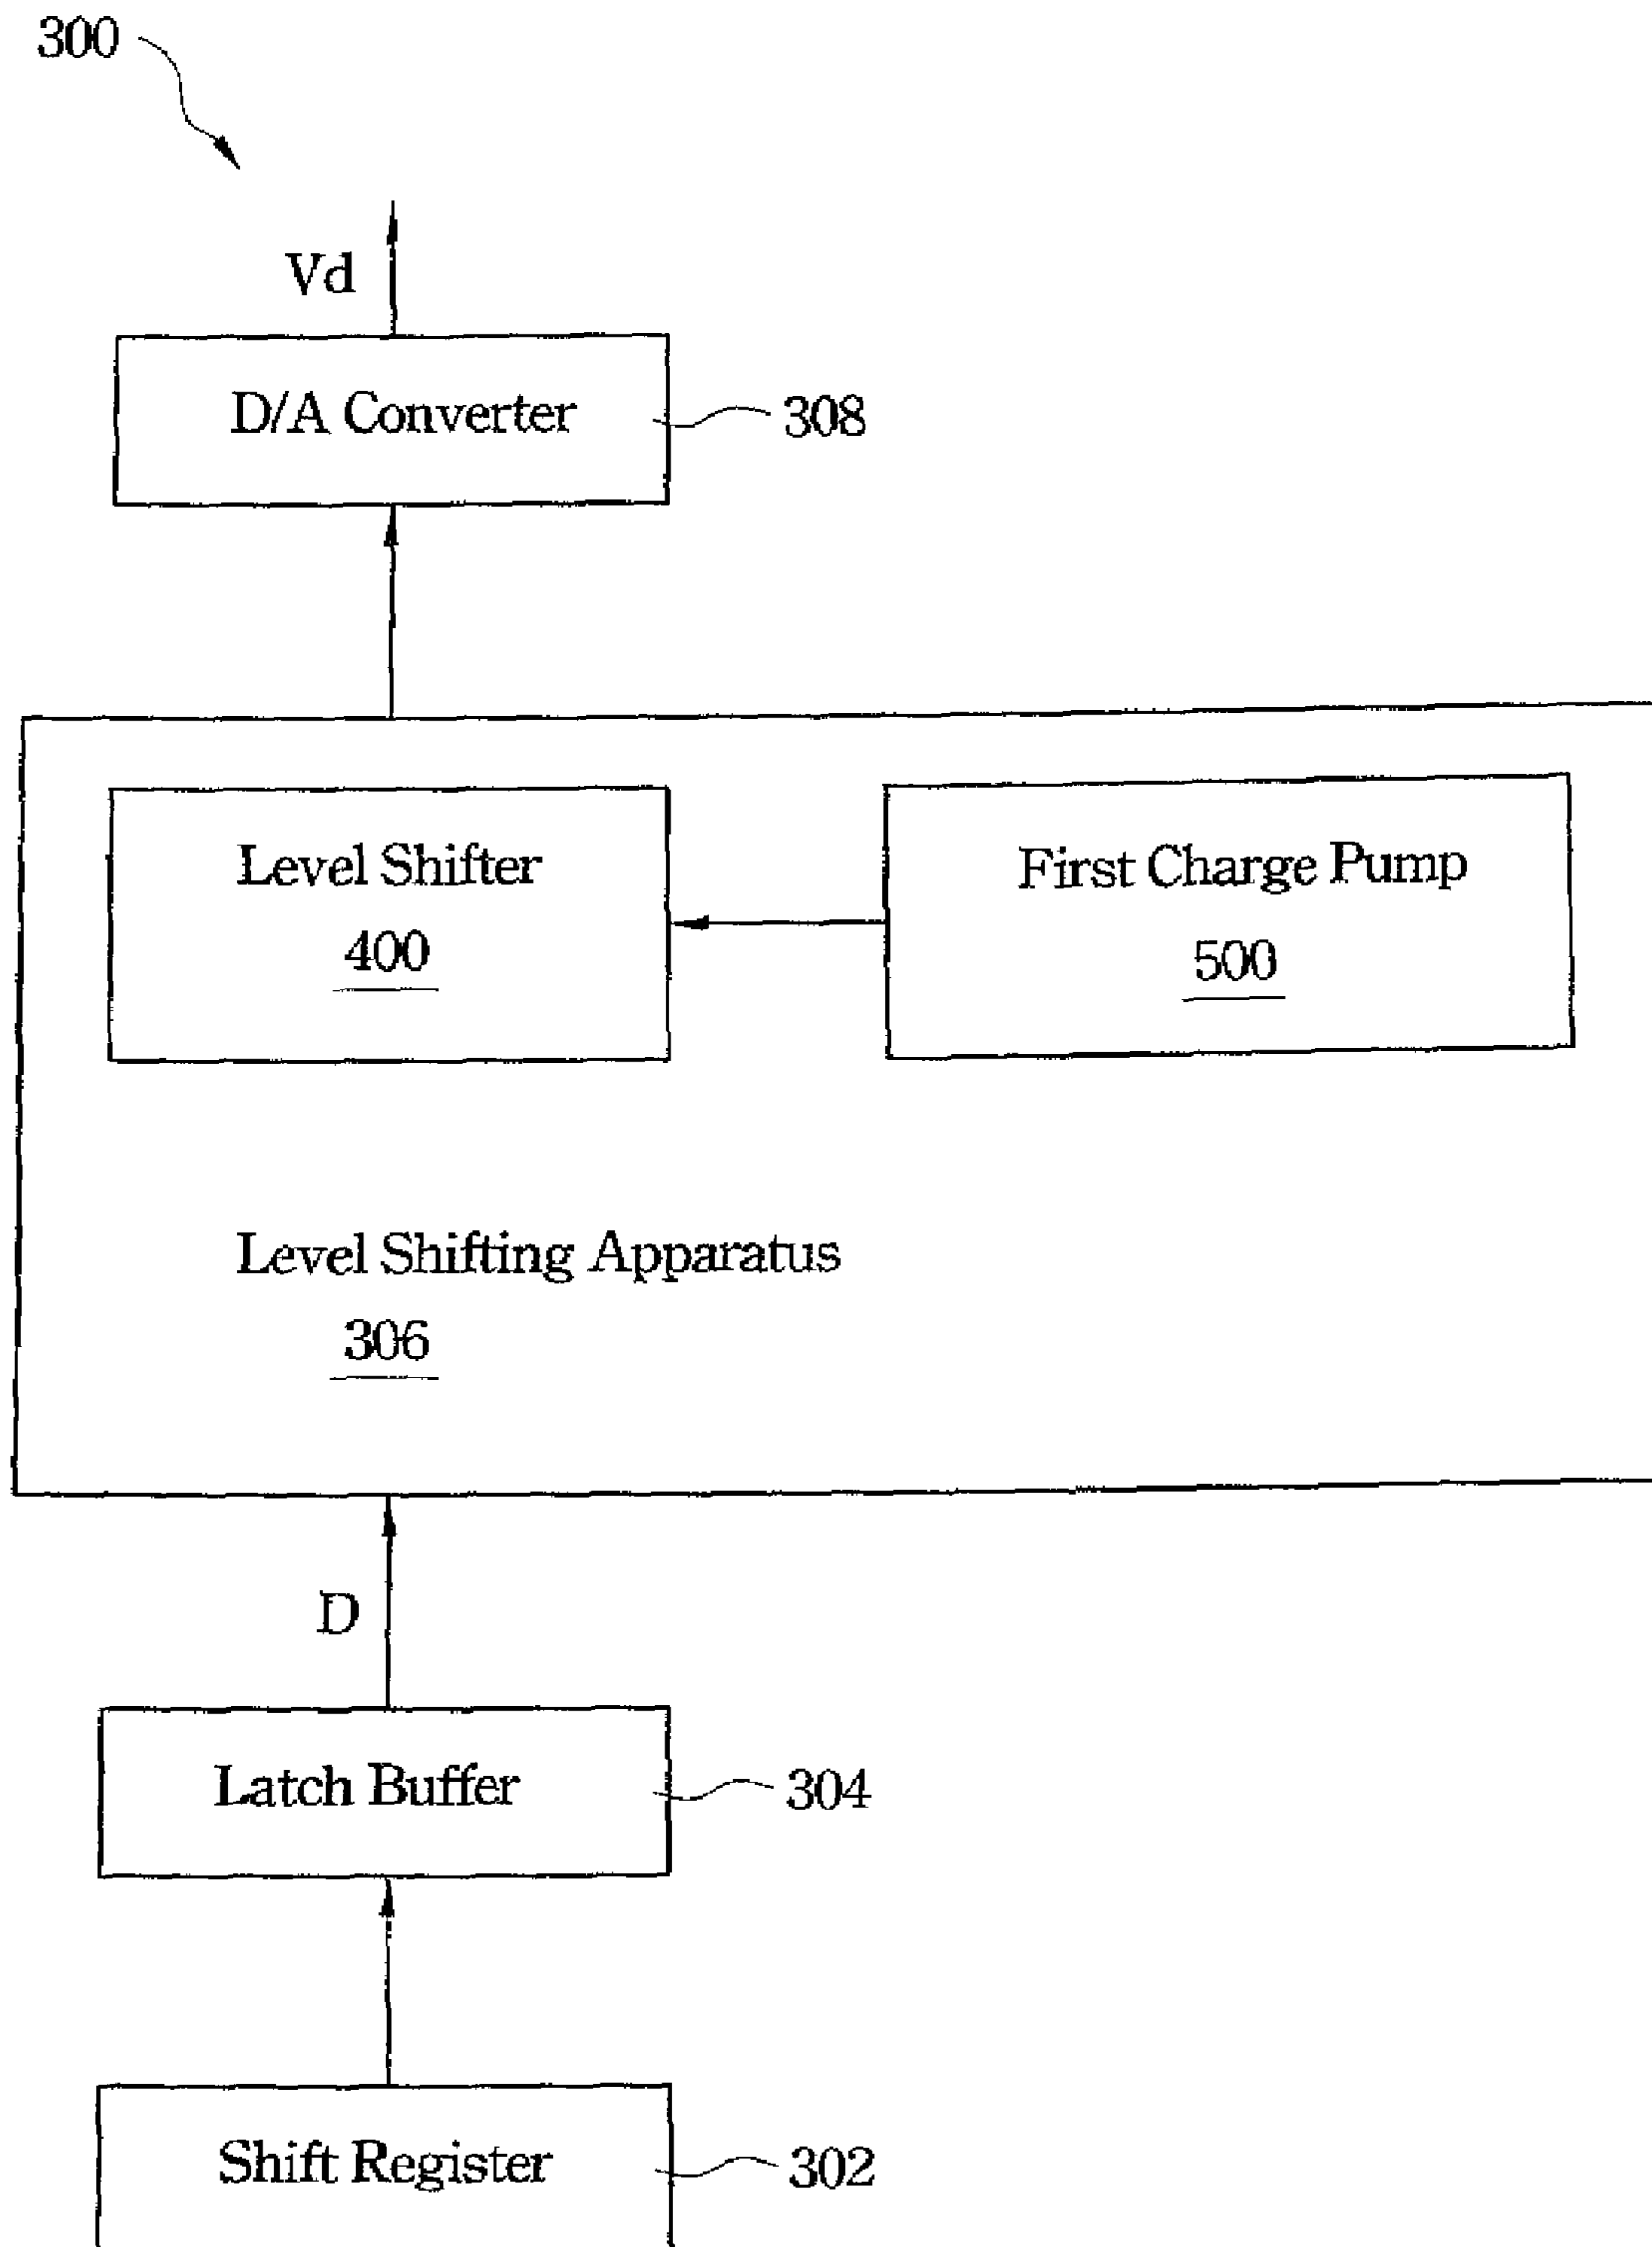 300
Vd
D/A Converter
308
Level Shifter
400
First Charge Pump
500
Level Shifting Apparatus
306
D
Latch Buffer
304
Shift Register
302